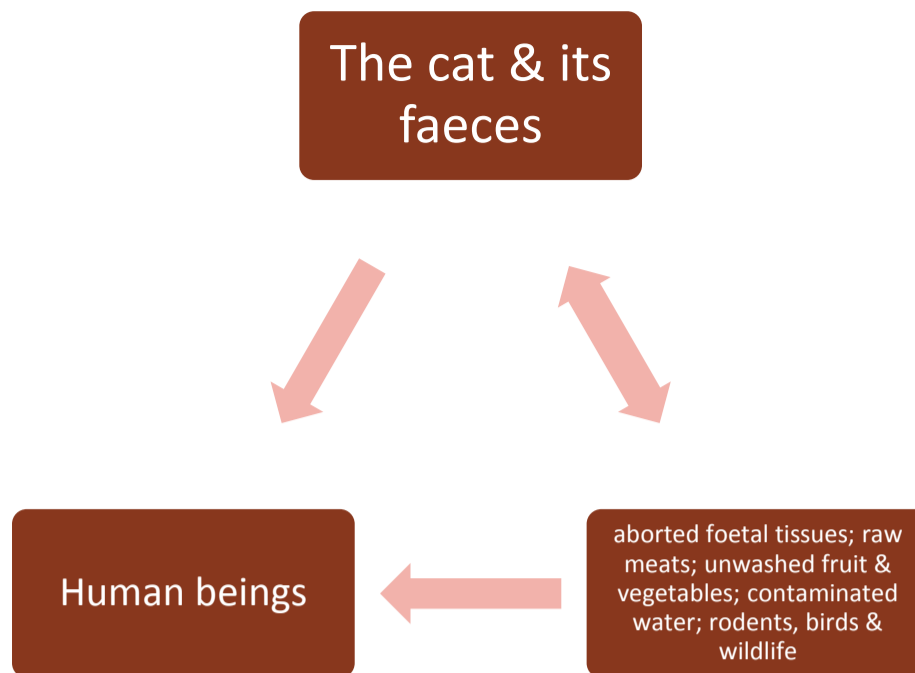 The cat & its
faeces
Human beings
aborted foetal tissues; raw
meats; unwashed fruit &
vegetables; contaminated
water; rodents, birds &
wildlife